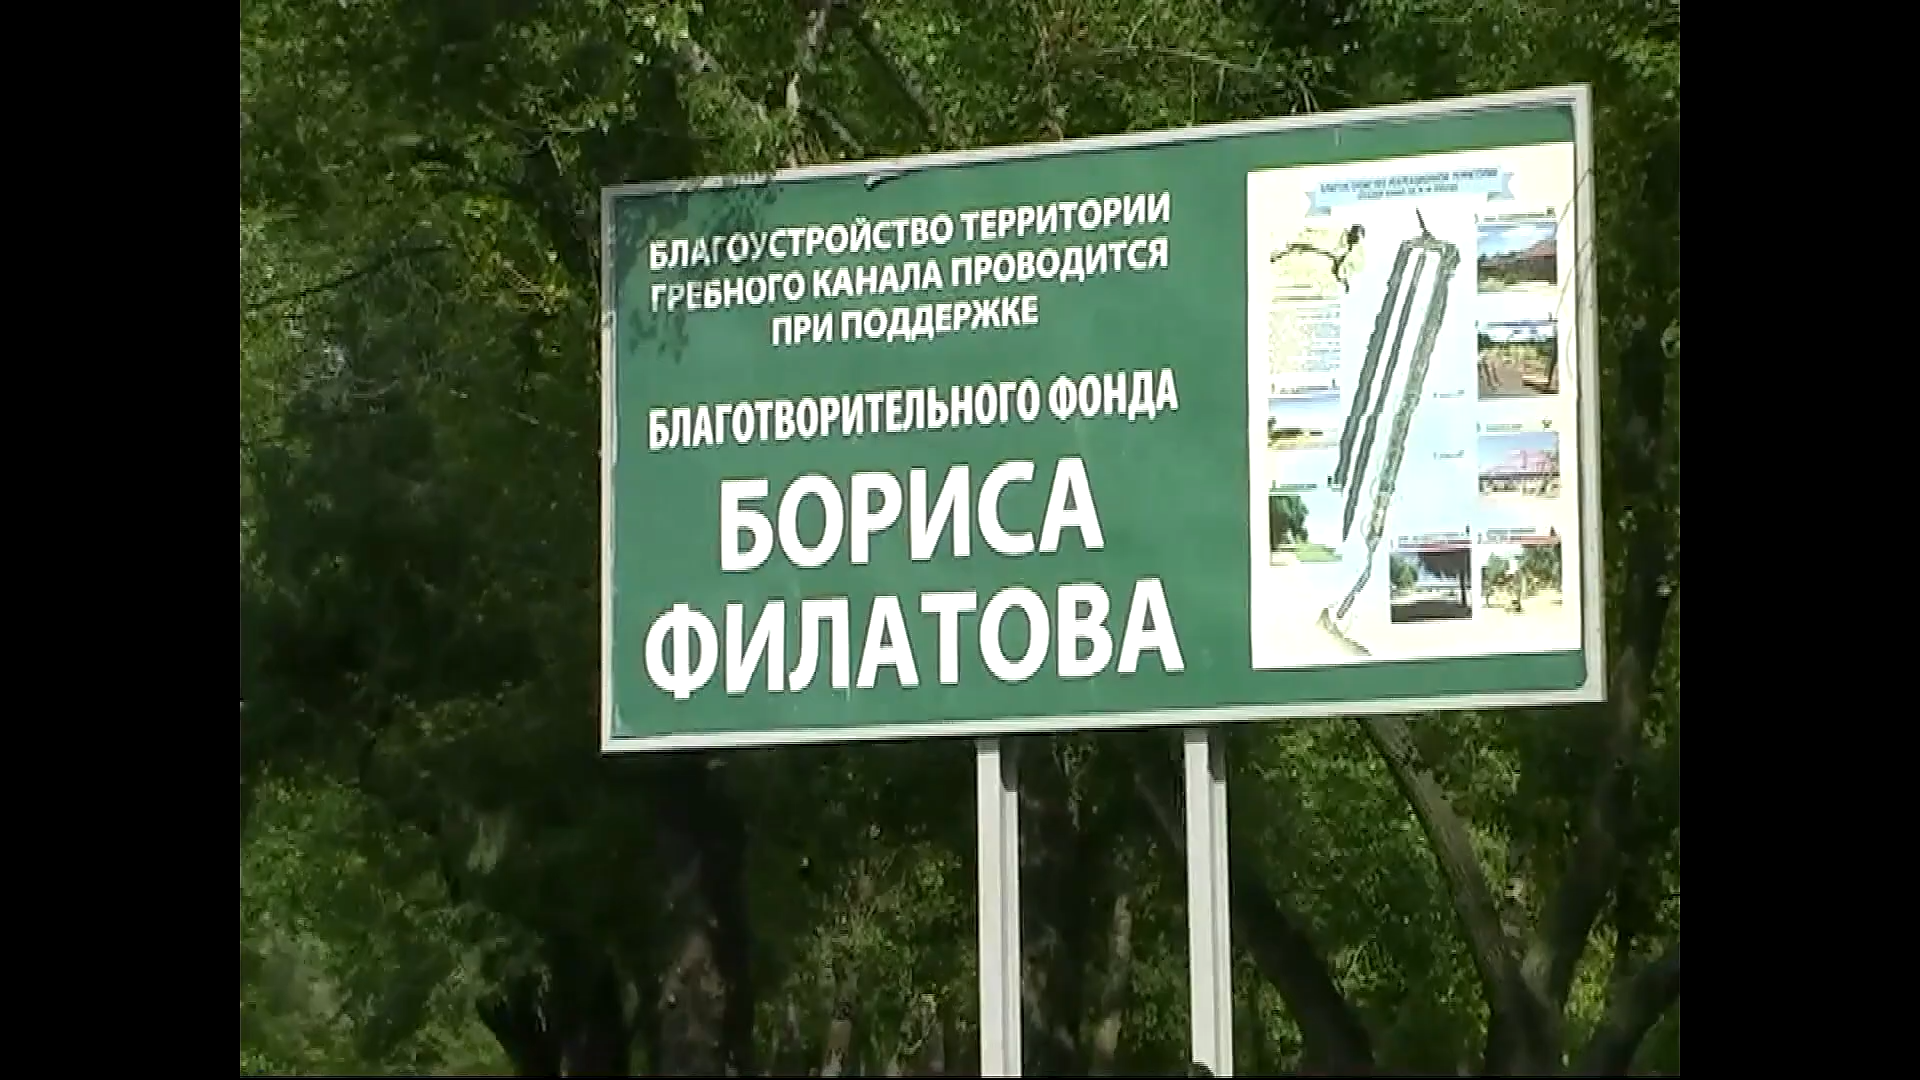 БЛАГОУСТРОЙСТВО ТЕРРИТОРИИ
ГРЕБНОГО КАНАЛА ПРОВОДИТСЯ
ПРИ ПОДДЕРЖКЕ
БЛАГОТВОРИТЕЛЬНОГО ФОНДА
БОРИСА
ФИЛАТОВА